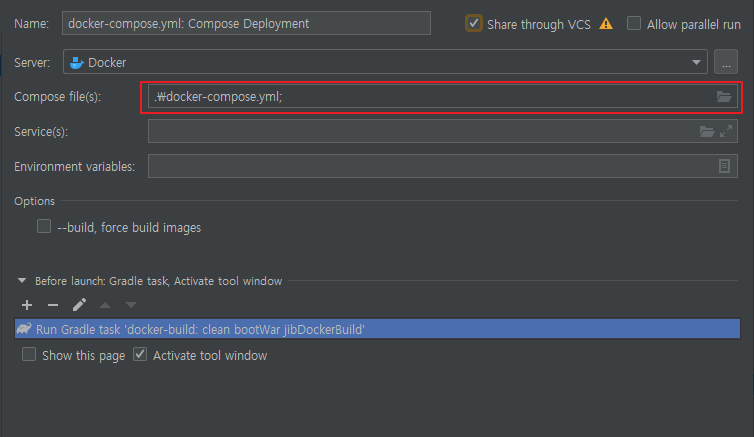 Name: docker-compose.yml: Compose Deployment Share through VCS Allow parallel run
Server: Docker ...
Compose file(s): .₩docker-compose.yml;
Service(s):
Environment variables:
Options
--build, force build images
Before launch: Gradle task, Activate tool window
Run Gradle task 'docker-build: clean bootWar jibDockerBuild'
Show this page Activate tool window